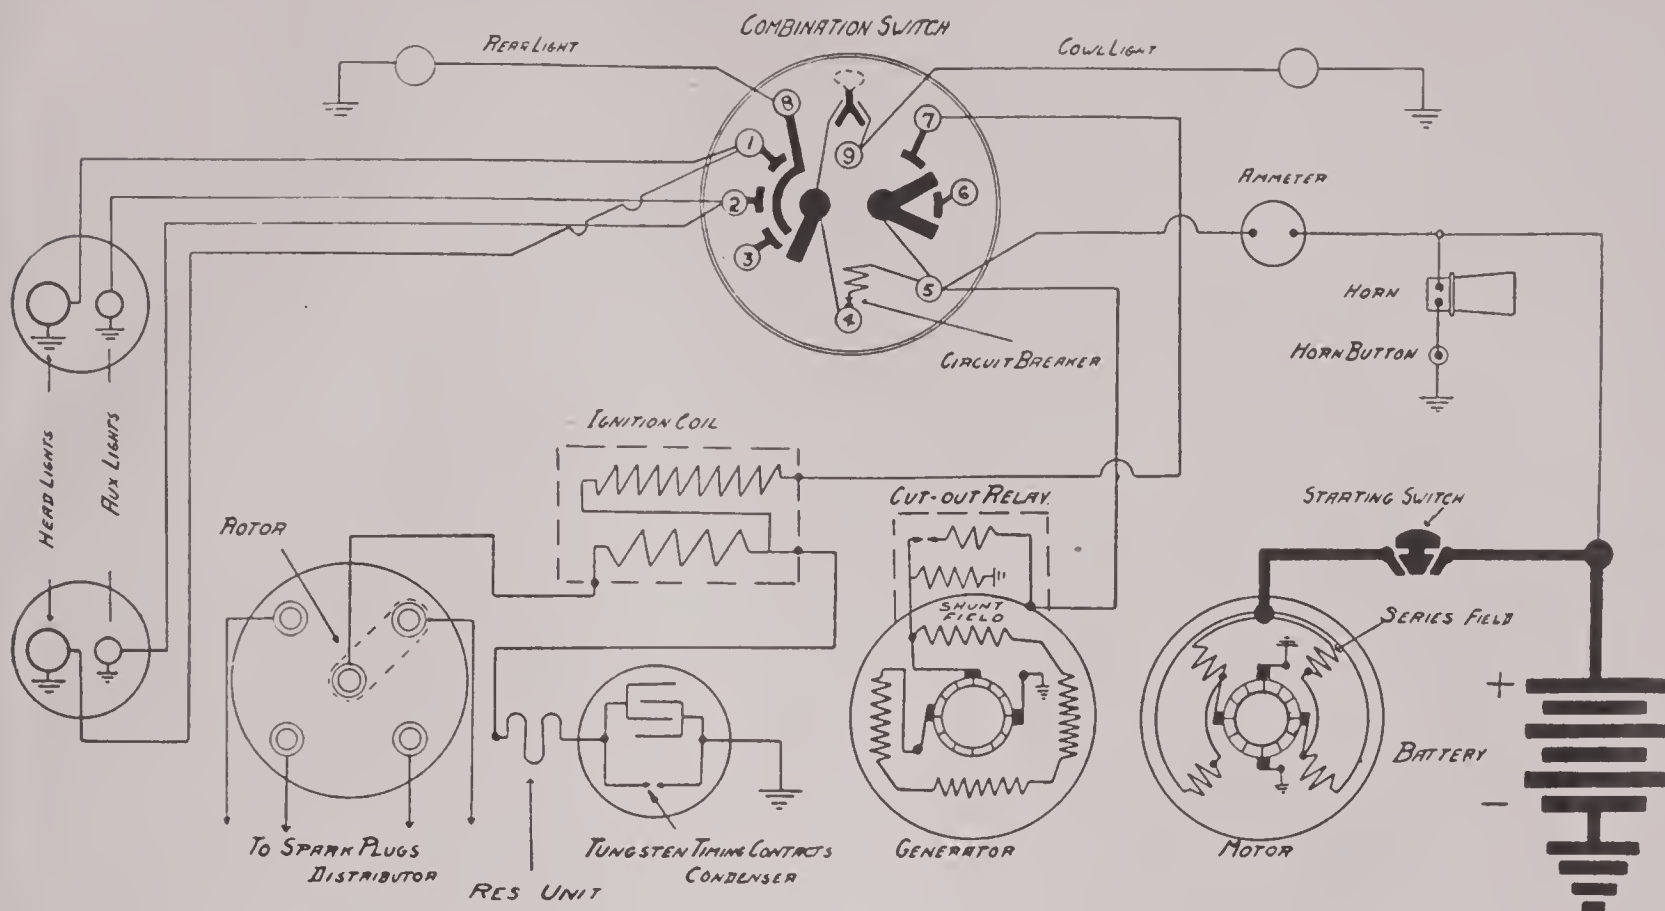 COMBINATION SWITCH
REAR LIGHT
COWL LIGHT
8
7
1
9
6
2
3
5
4
AMMETER
HORN
HORN BUTTON
CIRCUIT BREAKER
IGNITION COIL
HEAD LIGHTS
AUX LIGHTS
ROTOR
CUT-OUT RELAY
STARTING SWITCH
SHUNT
FIELD
SERIES FIELD
+
BATTERY
-
TO SPARK PLUGS
DISTRIBUTOR
RES UNIT
TUNGSTEN TIMING CONTACTS
CONDENSER
GENERATOR
MOTOR